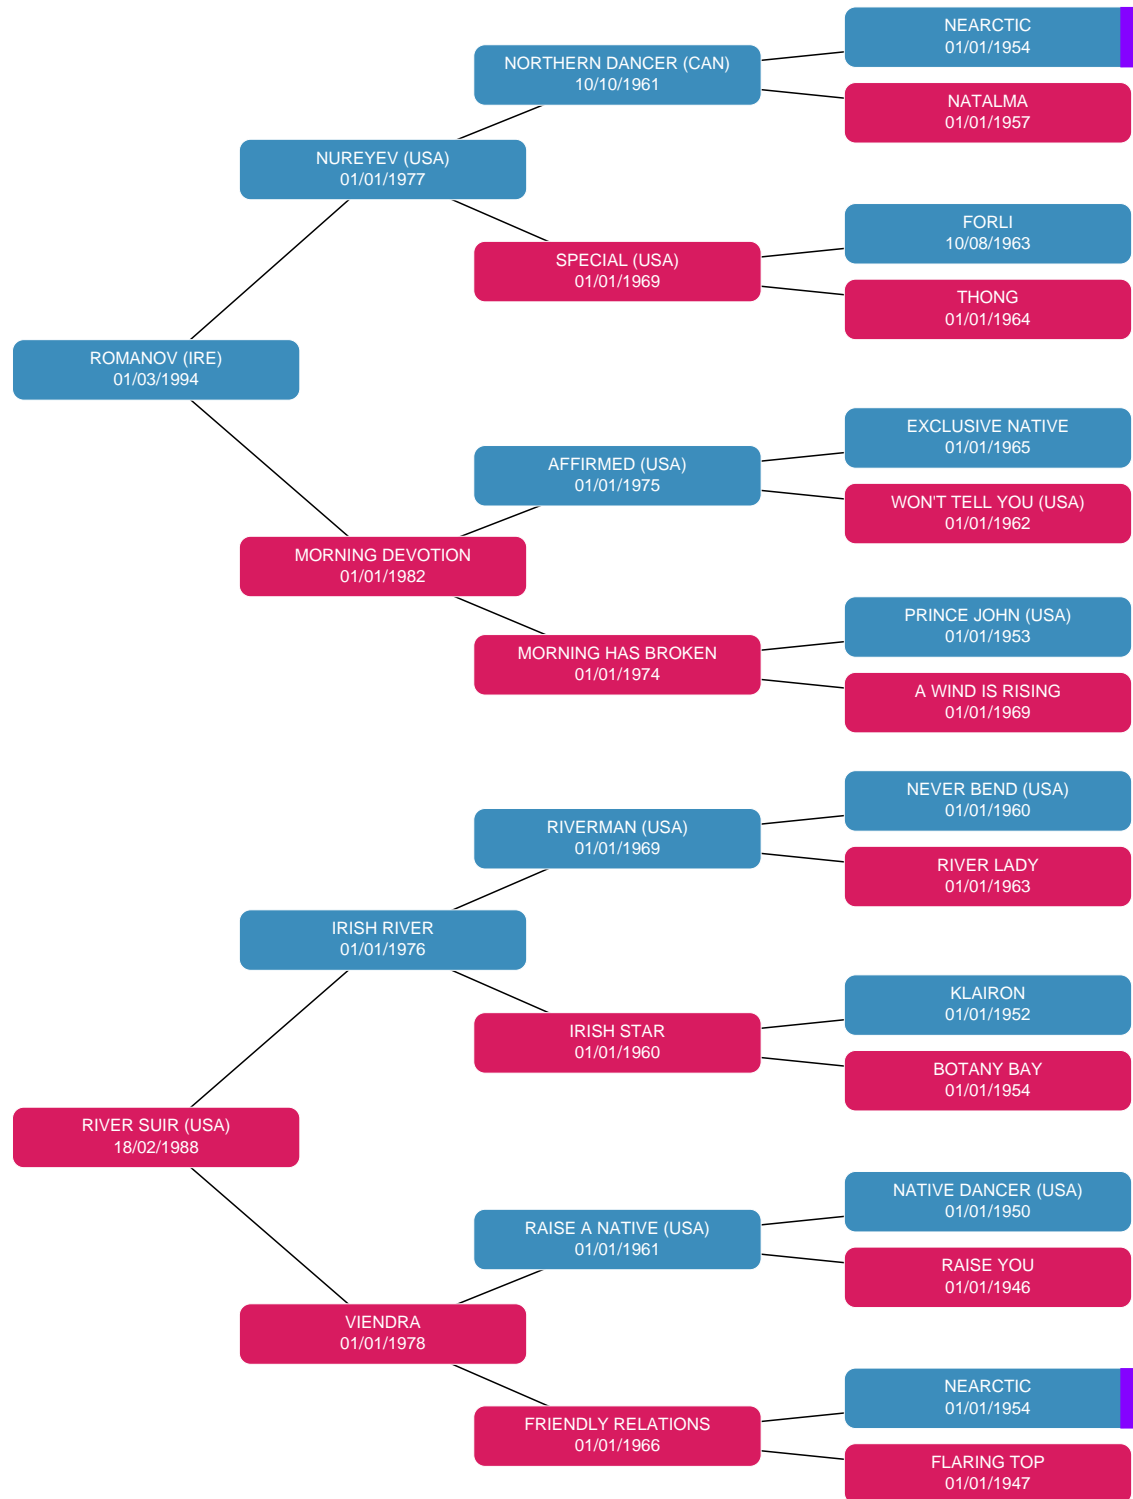 NEARCTIC
01/01/1954
NORTHERN DANCER (CAN)
10/10/1961
NATALMA
01/01/1957
NUREYEV (USA)
01/01/1977
FORLI
10/08/1963
SPECIAL (USA)
01/01/1969
THONG
01/01/1964
ROMANOV (IRE)
01/03/1994
EXCLUSIVE NATIVE
01/01/1965
AFFIRMED (USA)
01/01/1975
WON'T TELL YOU (USA)
01/01/1962
MORNING DEVOTION
01/01/1982
PRINCE JOHN (USA)
01/01/1953
MORNING HAS BROKEN
01/01/1974
A WIND IS RISING
01/01/1969
NEVER BEND (USA)
01/01/1960
RIVERMAN (USA)
01/01/1969
RIVER LADY
01/01/1963
IRISH RIVER
01/01/1976
KLAIRON
01/01/1952
IRISH STAR
01/01/1960
BOTANY BAY
01/01/1954
RIVER SUIR (USA)
18/02/1988
NATIVE DANCER (USA)
01/01/1950
RAISE A NATIVE (USA)
01/01/1961
RAISE YOU
01/01/1946
VIENDRA
01/01/1978
NEARCTIC
01/01/1954
FRIENDLY RELATIONS
01/01/1966
FLARING TOP
01/01/1947